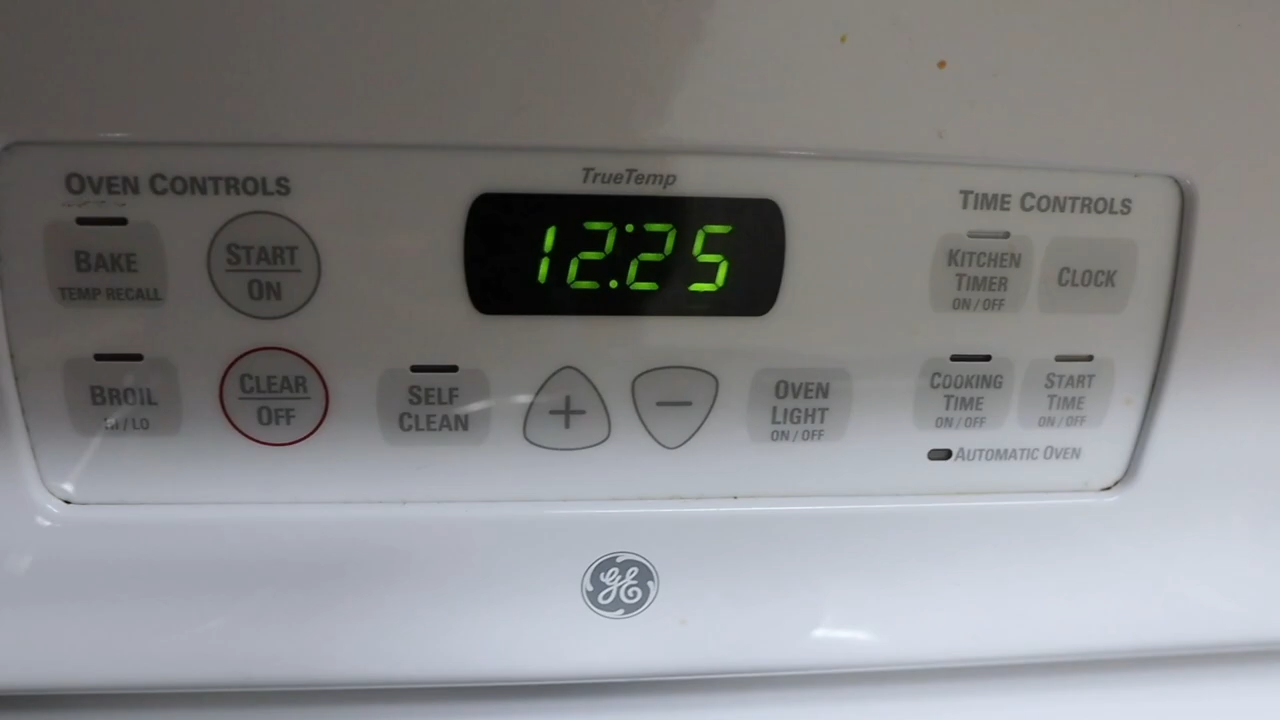 TrueTemp
OVEN CONTROLS
TIME CONTROLS
BAKE
TEMP RECALL
START
ON
12:25
KITCHEN
TIMER
ON / OFF
CLOCK
BROIL
HI / LO
CLEAR
OFF
SELF
CLEAN
+
−
OVEN
LIGHT
ON / OFF
COOKING
TIME
ON / OFF
START
TIME
ON / OFF
AUTOMATIC OVEN
GE